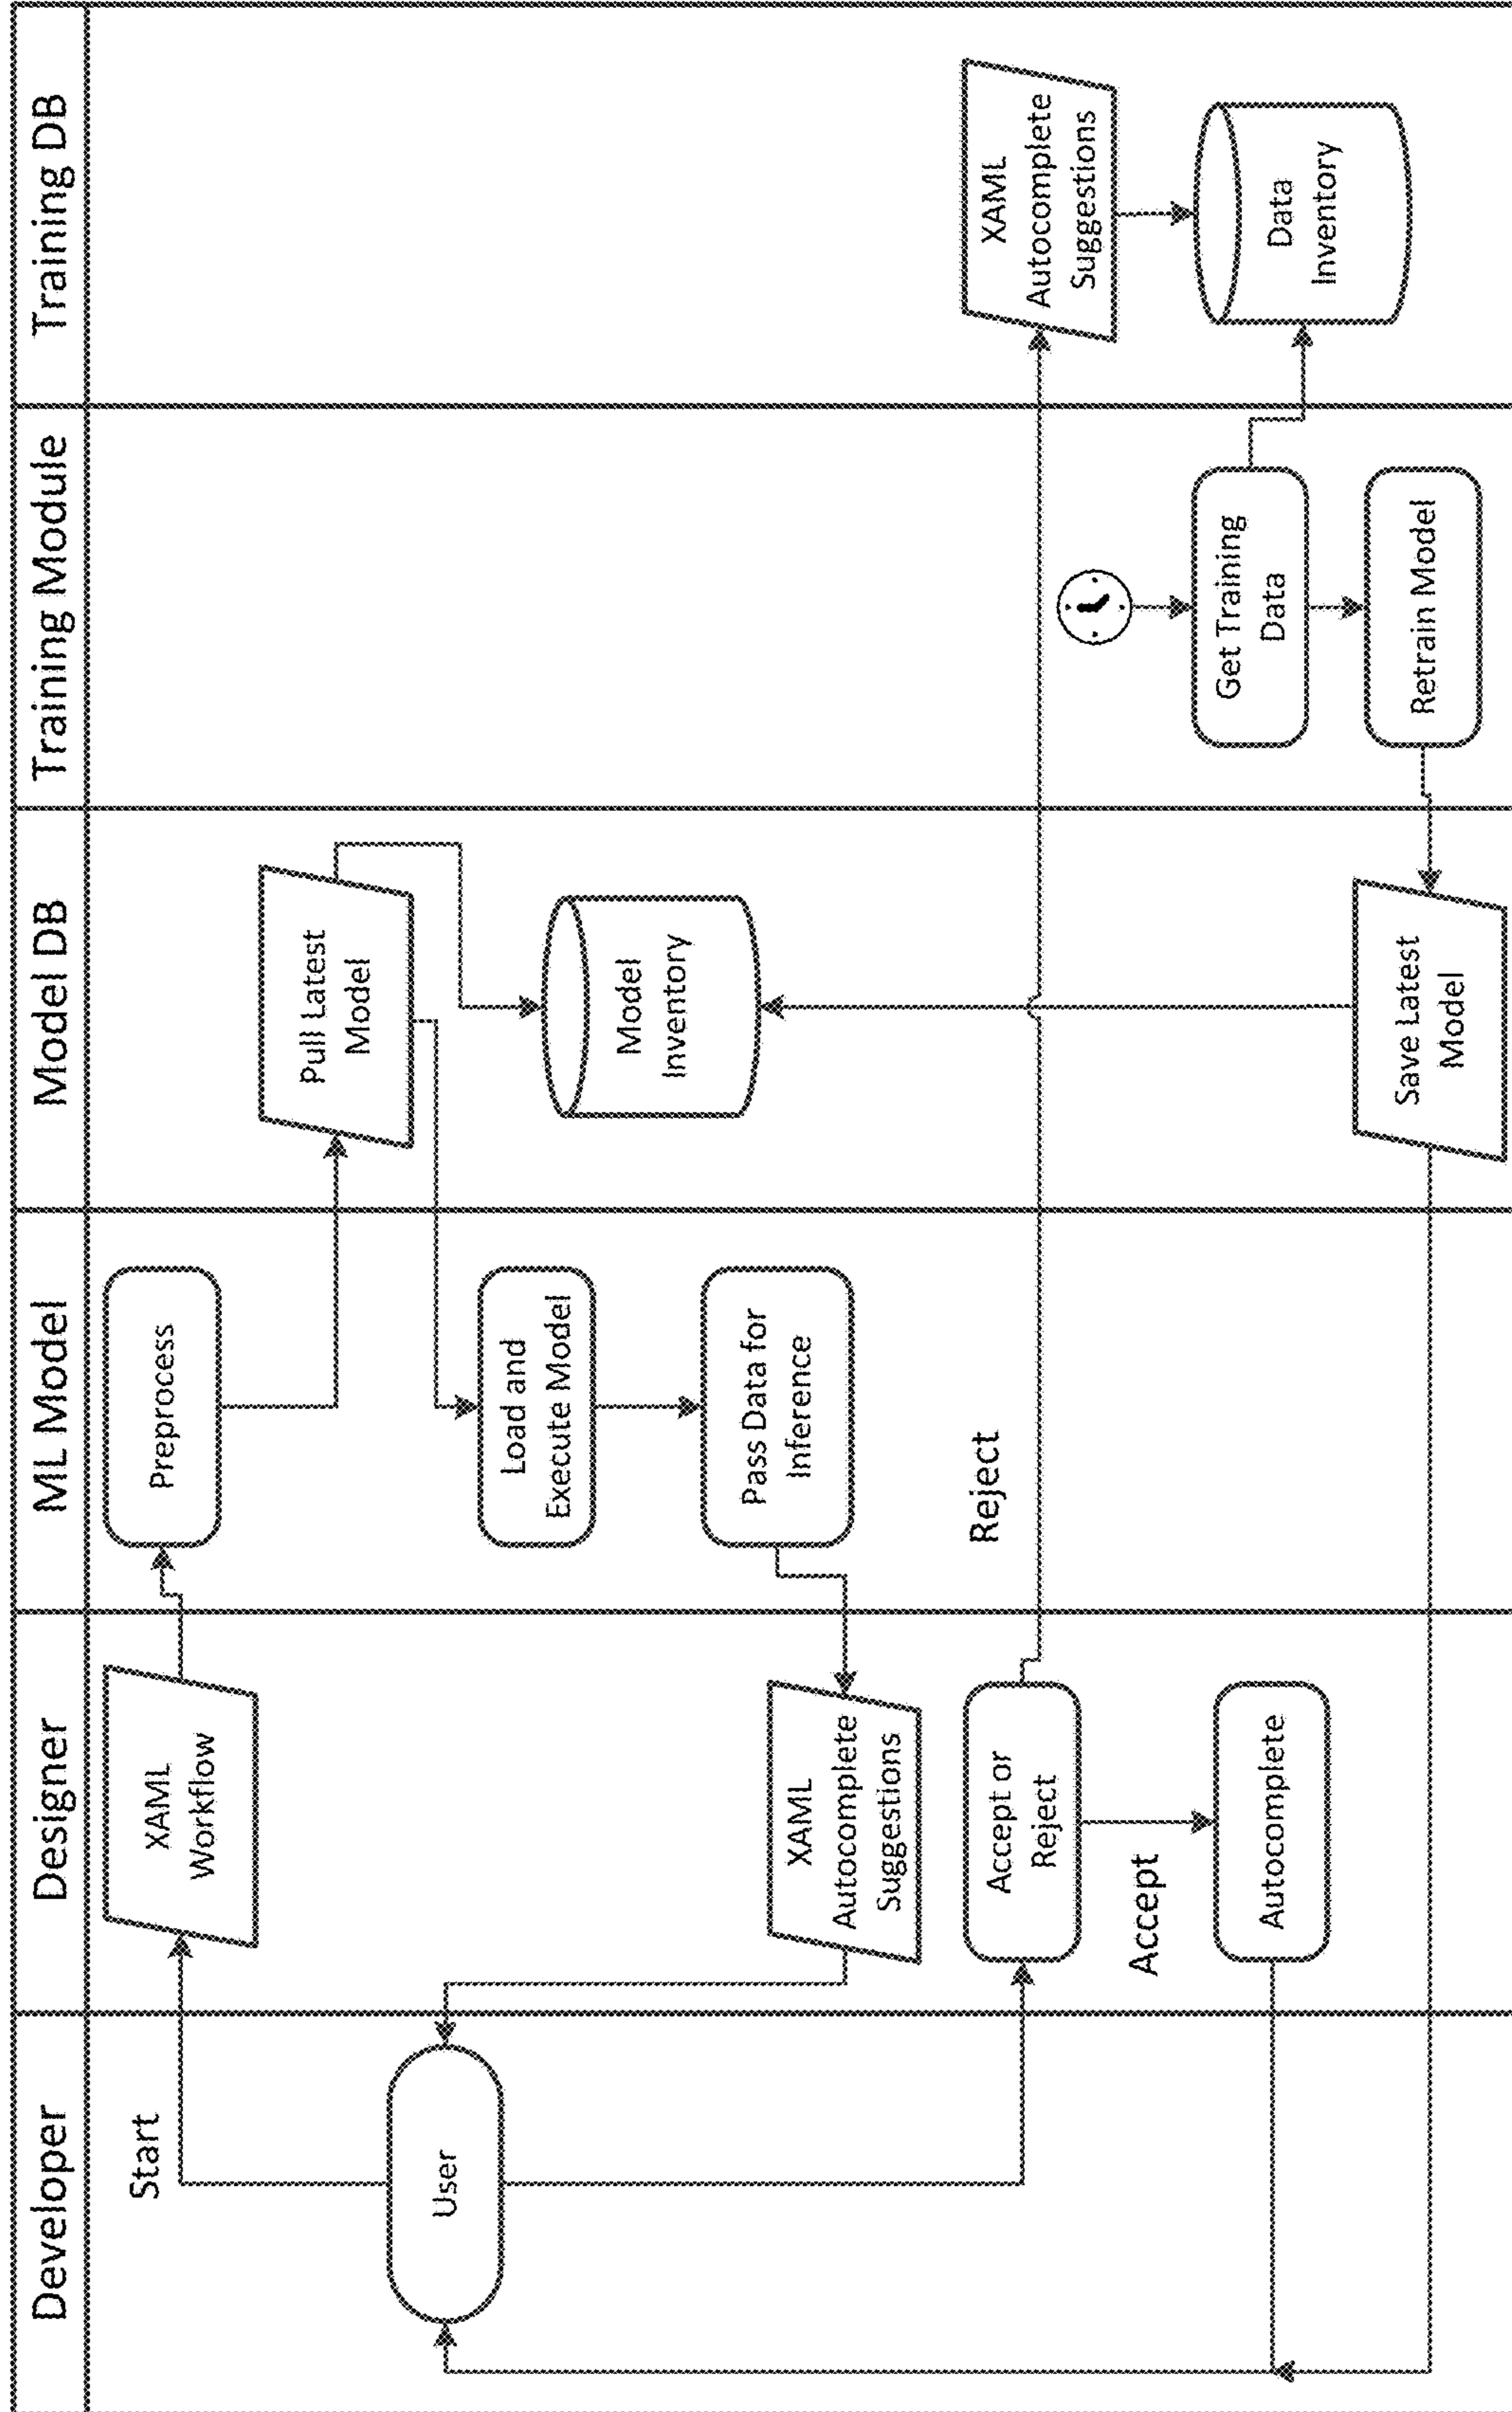 Developer
Designer
ML Model
Model DB
Training Module
Training DB
Start
User
XAML
Workflow
XAML
Autocomplete
Suggestions
Accept or
Reject
Accept
Autocomplete
Preprocess
Load and
Execute Model
Pass Data for
Inference
Reject
Pull Latest
Model
Model
Inventory
Save Latest
Model
Get Training
Data
Retrain Model
XAML
Autocomplete
Suggestions
Data
Inventory